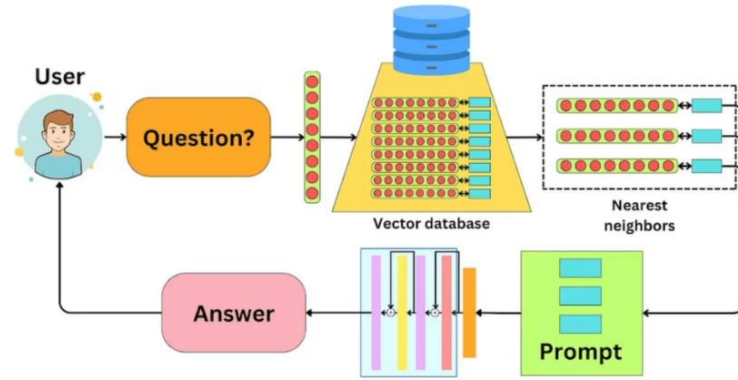 User
Question?
Vector database
Nearest
neighbors
Prompt
Answer